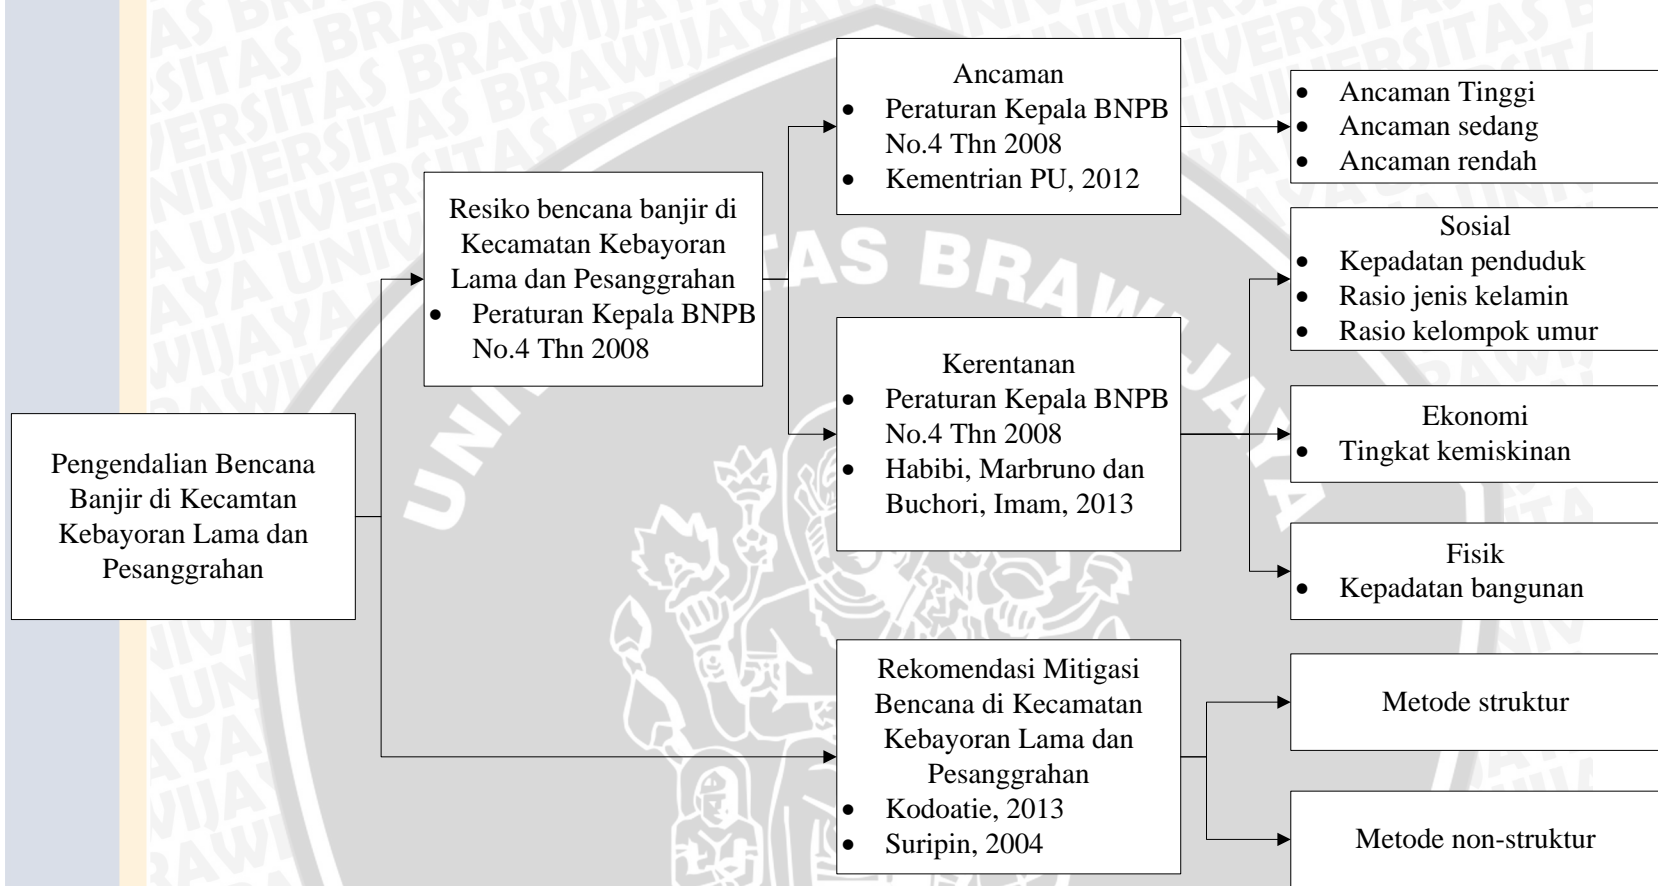 Pengendalian Bencana
Banjir di Kecamtan
Kebayoran Lama dan
Pesanggrahan
Resiko bencana banjir di
Kecamatan Kebayoran
Lama dan Pesanggrahan
• Peraturan Kepala BNPB
No.4 Thn 2008
Ancaman
• Peraturan Kepala BNPB
No.4 Thn 2008
• Kementrian PU, 2012
Kerentanan
• Peraturan Kepala BNPB
No.4 Thn 2008
• Habibi, Marbruno dan
Buchori, Imam, 2013
Rekomendasi Mitigasi
Bencana di Kecamatan
Kebayoran Lama dan
Pesanggrahan
• Kodoatie, 2013
• Suripin, 2004
• Ancaman Tinggi
• Ancaman sedang
• Ancaman rendah
Sosial
• Kepadatan penduduk
• Rasio jenis kelamin
• Rasio kelompok umur
Ekonomi
• Tingkat kemiskinan
Fisik
• Kepadatan bangunan
Metode struktur
Metode non-struktur